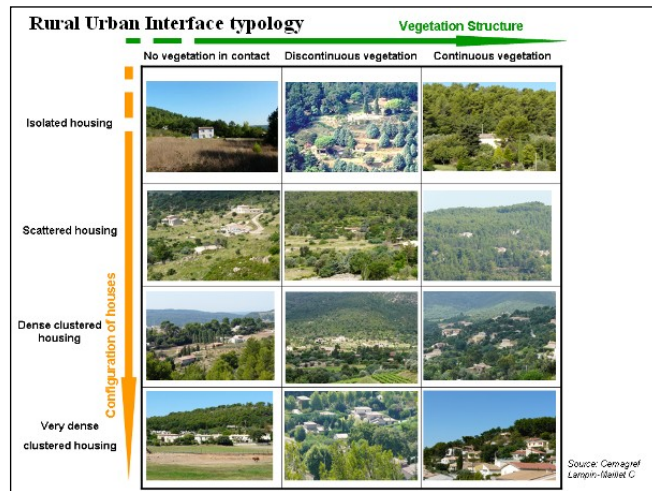 Rural Urban Interface typology
Vegetation Structure
No vegetation in contact
Discontinuous vegetation
Continuous vegetation
Configuration of houses
Isolated housing
Scattered housing
Dense clustered
housing
Very dense
clustered housing
Source: Cemagref
Lampin-Maillet C